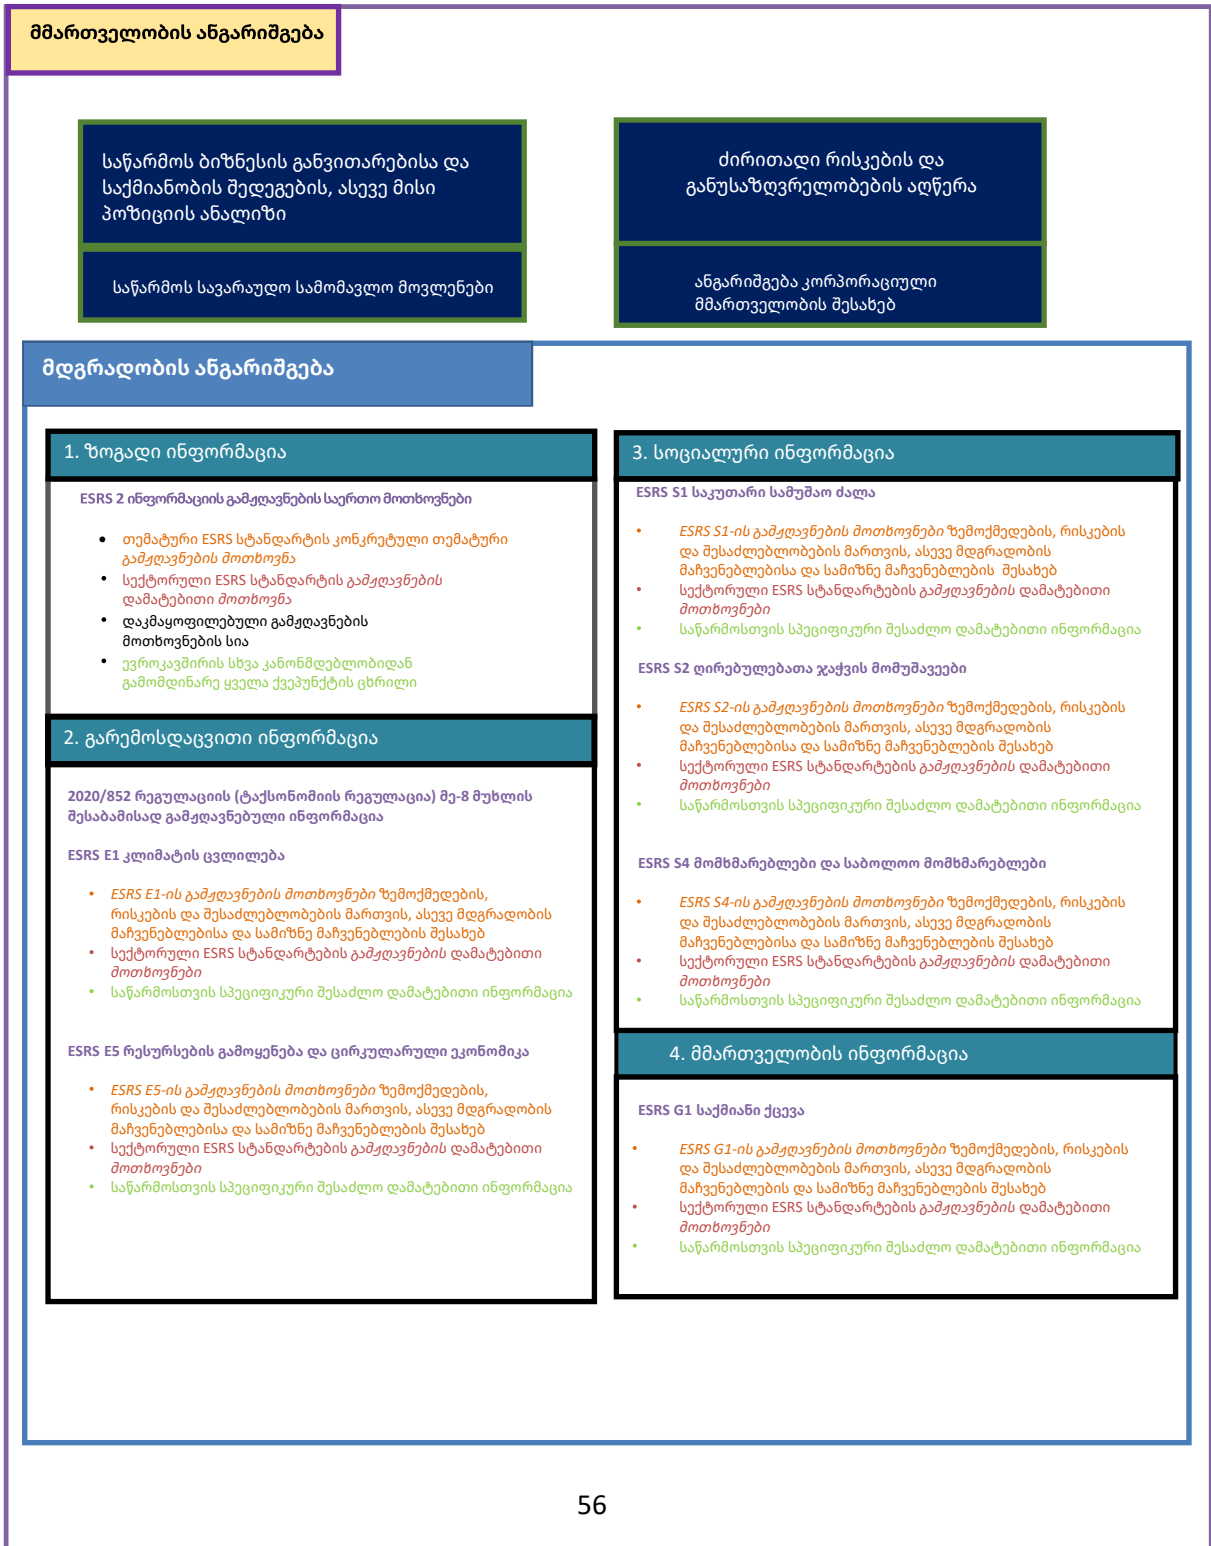 მმართველობის ანგარიშგება
საწარმოს ბიზნესის განვითარებისა და
საქმიანობის შედეგების, ასევე მისი
პოზიციის ანალიზი
საწარმოს სავარაუდო სამომავლო მოვლენები
ძირითადი რისკების და
განუსაზღვრელობების აღწერა
ანგარიშგება კორპორაციული
მმართველობის შესახებ
მდგრადობის ანგარიშგება
1. ზოგადი ინფორმაცია
ESRS 2 ინფორმაციის გამჟღავნების საერთო მოთხოვნები
• თემატური ESRS სტანდარტის კონკრეტული თემატური
გამჟღავნების მოთხოვნა
• სექტორული ESRS სტანდარტის გამჟღავნების
დამატებითი მოთხოვნა
• დაკმაყოფილებული გამჟღავნების
მოთხოვნების სია
• ევროკავშირის სხვა კანონმდებლობიდან
გამომდინარე ყველა ქვეპუნქტის ცხრილი
2. გარემოსდაცვითი ინფორმაცია
2020/852 რეგულაციის (ტაქსონომიის რეგულაცია) მე-8 მუხლის
შესაბამისად გამჟღავნებული ინფორმაცია
ESRS E1 კლიმატის ცვლილება
• ESRS E1-ის გამჟღავნების მოთხოვნები ზემოქმედების,
რისკების და შესაძლებლობების მართვის, ასევე მდგრადობის
მაჩვენებლებისა და სამიზნე მაჩვენებლების შესახებ
• სექტორული ESRS სტანდარტების გამჟღავნების დამატებითი
მოთხოვნები
• საწარმოსთვის სპეციფიკური შესაძლო დამატებითი ინფორმაცია
ESRS E5 რესურსების გამოყენება და ცირკულარული ეკონომიკა
• ESRS E5-ის გამჟღავნების მოთხოვნები ზემოქმედების,
რისკების და შესაძლებლობების მართვის, ასევე მდგრადობის
მაჩვენებლებისა და სამიზნე მაჩვენებლების შესახებ
• სექტორული ESRS სტანდარტების გამჟღავნების დამატებითი
მოთხოვნები
• საწარმოსთვის სპეციფიკური შესაძლო დამატებითი ინფორმაცია
3. სოციალური ინფორმაცია
ESRS S1 საკუთარი სამუშაო ძალა
• ESRS S1-ის გამჟღავნების მოთხოვნები ზემოქმედების, რისკების
და შესაძლებლობების მართვის, ასევე მდგრადობის
მაჩვენებლებისა და სამიზნე მაჩვენებლების შესახებ
• სექტორული ESRS სტანდარტების გამჟღავნების დამატებითი
მოთხოვნები
• საწარმოსთვის სპეციფიკური შესაძლო დამატებითი ინფორმაცია
ESRS S2 ღირებულებათა ჯაჭვის მომუშავეები
• ESRS S2-ის გამჟღავნების მოთხოვნები ზემოქმედების, რისკების
და შესაძლებლობების მართვის, ასევე მდგრადობის
მაჩვენებლებისა და სამიზნე მაჩვენებლების შესახებ
• სექტორული ESRS სტანდარტების გამჟღავნების დამატებითი
მოთხოვნები
• საწარმოსთვის სპეციფიკური შესაძლო დამატებითი ინფორმაცია
ESRS S4 მომხმარებლები და საბოლოო მომხმარებლები
• ESRS S4-ის გამჟღავნების მოთხოვნები ზემოქმედების, რისკების
და შესაძლებლობების მართვის, ასევე მდგრადობის
მაჩვენებლებისა და სამიზნე მაჩვენებლების შესახებ
• სექტორული ESRS სტანდარტების გამჟღავნების დამატებითი
მოთხოვნები
• საწარმოსთვის სპეციფიკური შესაძლო დამატებითი ინფორმაცია
4. მმართველობის ინფორმაცია
ESRS G1 საქმიანი ქცევა
• ESRS G1-ის გამჟღავნების მოთხოვნები ზემოქმედების, რისკების
და შესაძლებლობების მართვის, ასევე მდგრადობის
მაჩვენებლების და სამიზნე მაჩვენებლების შესახებ
• სექტორული ESRS სტანდარტების გამჟღავნების დამატებითი
მოთხოვნები
• საწარმოსთვის სპეციფიკური შესაძლო დამატებითი ინფორმაცია
56